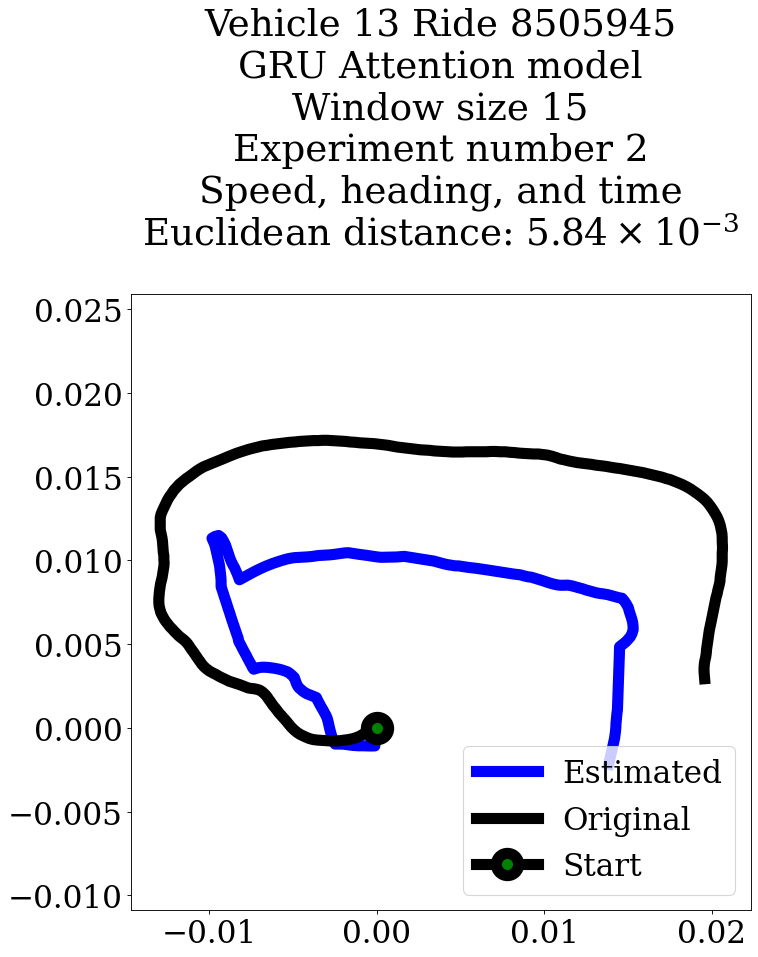 Vehicle 13 Ride 8505945
GRU Attention model
Window size 15
Experiment number 2
Speed, heading, and time
Euclidean distance: 5.84 × 10⁻³
0.025
0.020
0.015
0.010
0.005
0.000
−0.005
−0.010
−0.01 0.00 0.01 0.02
Estimated
Original
Start